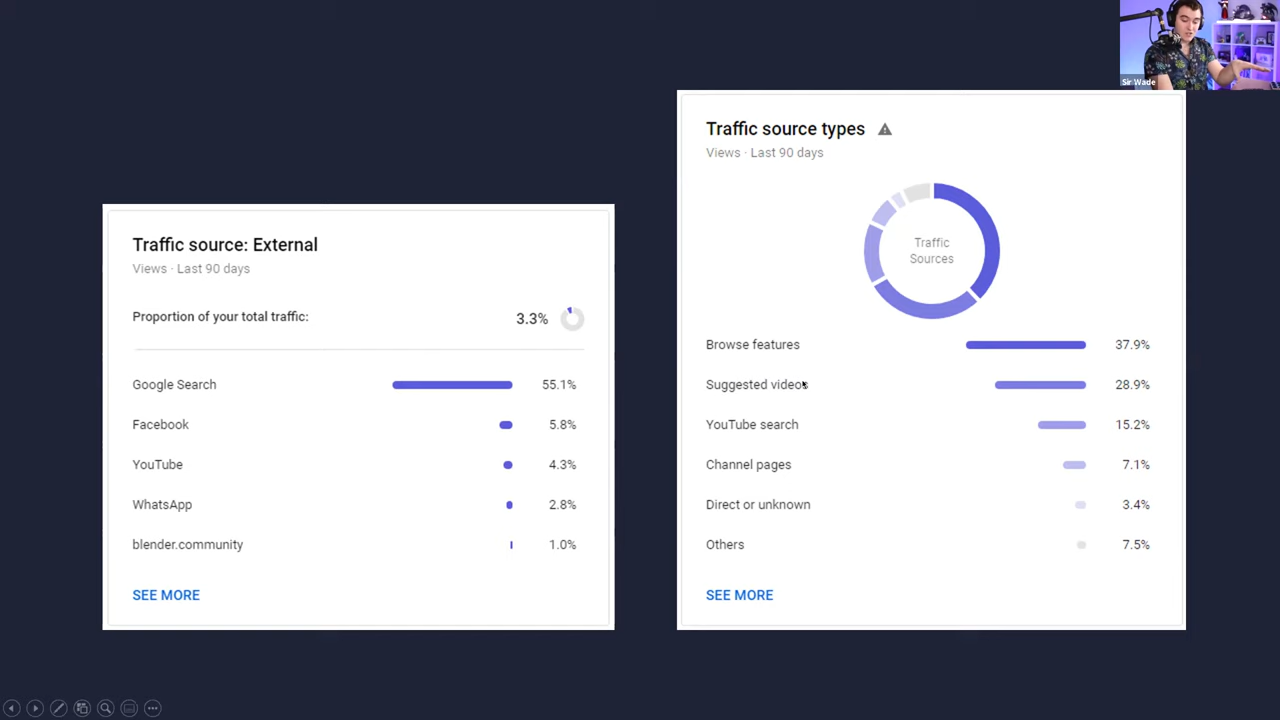 Sir Wade
Traffic source: External
Views · Last 90 days
Proportion of your total traffic: 3.3%
Google Search 55.1%
Facebook 5.8%
YouTube 4.3%
WhatsApp 2.8%
blender.community 1.0%
SEE MORE
Traffic source types
Views · Last 90 days
Traffic
Sources
Browse features 37.9%
Suggested videos 28.9%
YouTube search 15.2%
Channel pages 7.1%
Direct or unknown 3.4%
Others 7.5%
SEE MORE